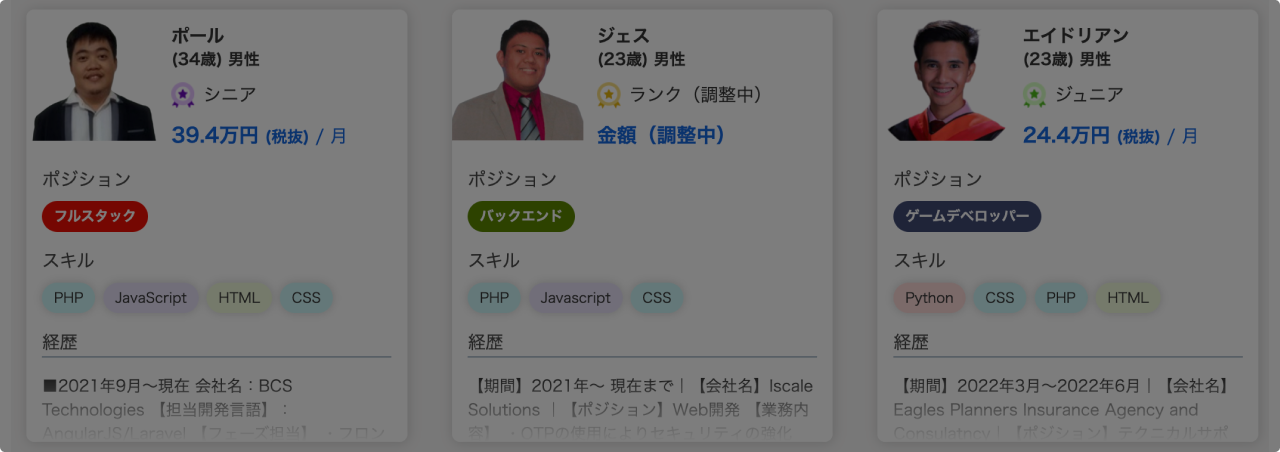 ポール
(34歳) 男性
シニア
39.4万円 (税抜) / 月
ポジション
フルスタック
スキル
PHP JavaScript HTML CSS
経歴
■2021年9月〜現在 会社名：BCS
Technologies 【担当開発言語】：
AngularJS/Laravel 【フェーズ担当】 ・フロン
ジェス
(23歳) 男性
ランク（調整中）
金額（調整中）
ポジション
バックエンド
スキル
PHP Javascript CSS
経歴
【期間】2021年〜 現在まで｜【会社名】Iscale
Solutions ｜【ポジション】Web開発 【業務内
容】 ・OTPの使用によりセキュリティの強化
エイドリアン
(23歳) 男性
ジュニア
24.4万円 (税抜) / 月
ポジション
ゲームデベロッパー
スキル
Python CSS PHP HTML
経歴
【期間】2022年3月〜2022年6月｜【会社名】
Eagles Planners Insurance Agency and
Consulatncy｜【ポジション】テクニカルサポ